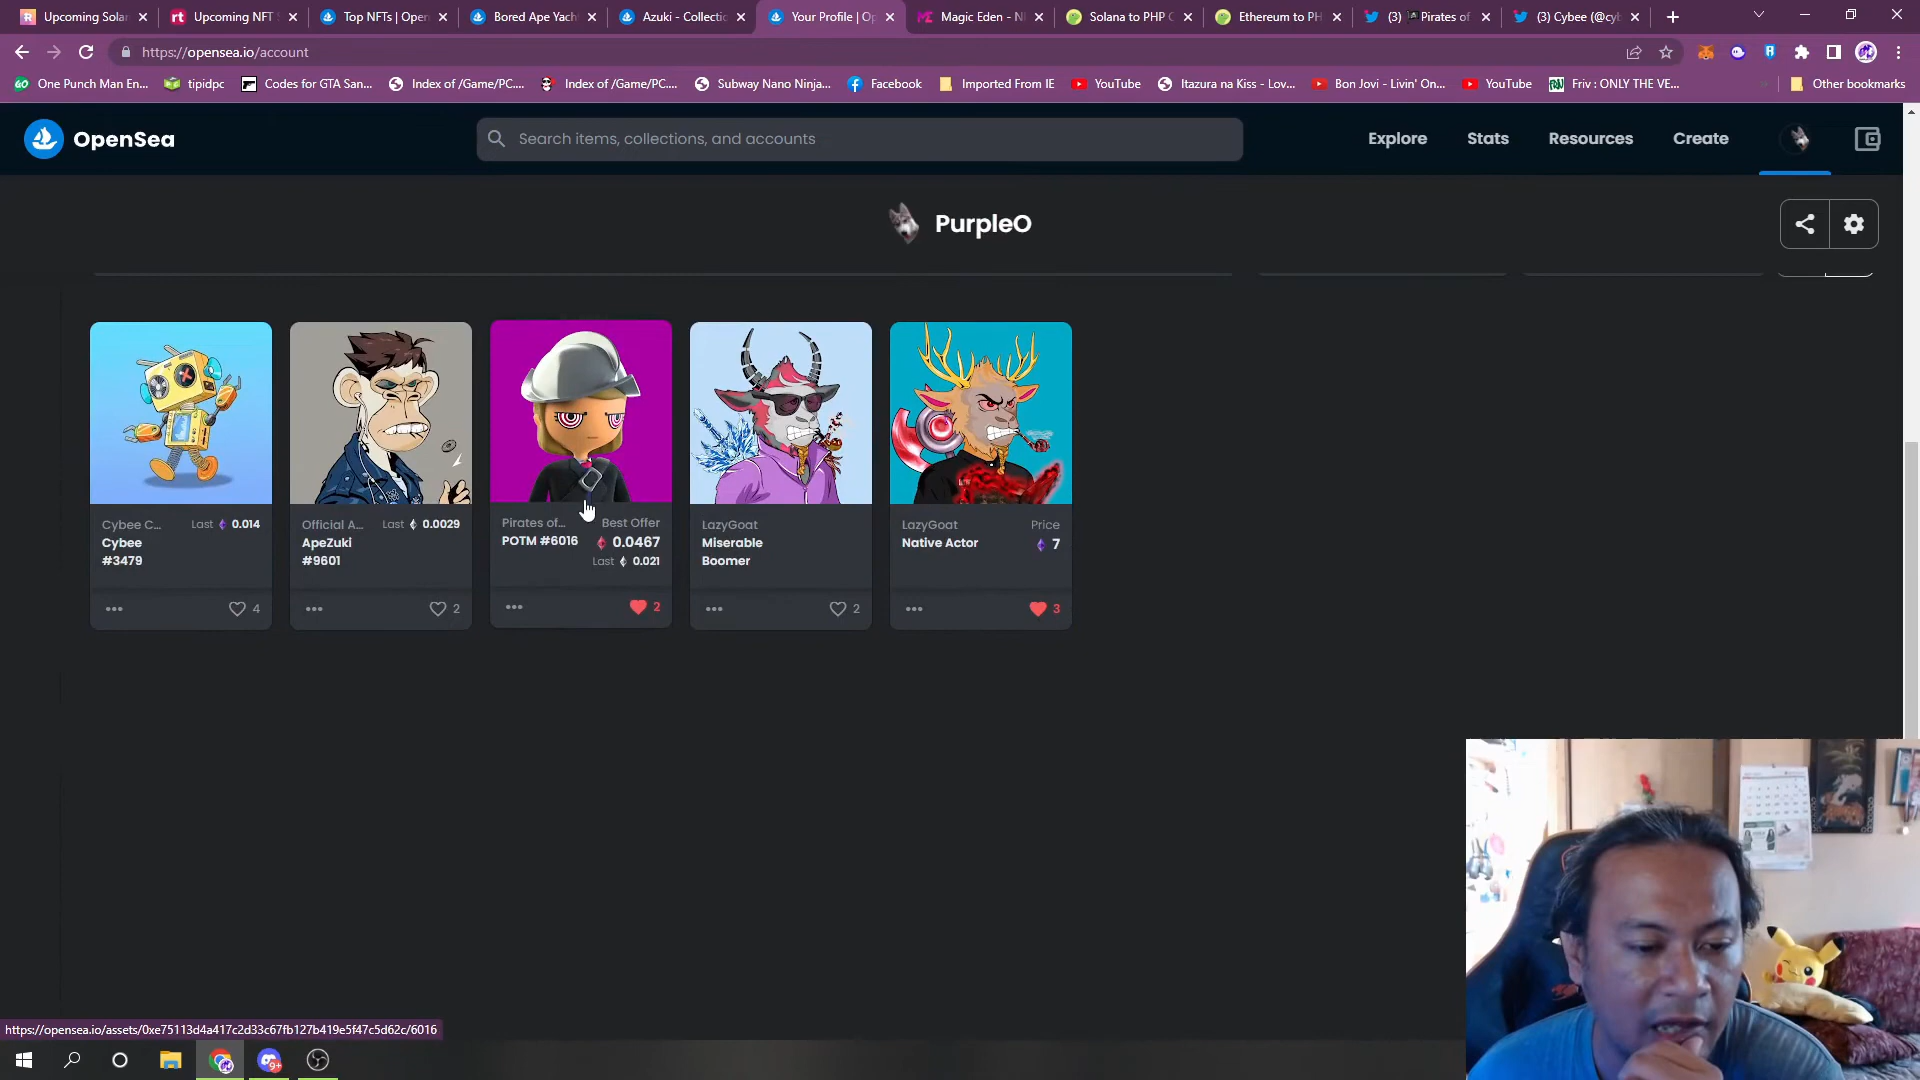 Upcoming Solar
Upcoming NFT S
Top NFTs | Open
Bored Ape Yach
Azuki - Collectio
Your Profile | Op
Magic Eden - N
Solana to PHP C
Ethereum to PH
(3) Pirates of
(3) Cybee (@cyb
https://opensea.io/account
One Punch Man En...
tipidpc
Codes for GTA San...
Index of /Game/PC....
Index of /Game/PC....
Subway Nano Ninja...
Facebook
Imported From IE
YouTube
Itazura na Kiss - Lov...
Bon Jovi - Livin' On...
YouTube
Friv : ONLY THE VE...
Other bookmarks
OpenSea
Search items, collections, and accounts
Explore
Stats
Resources
Create
PurpleO
Cybee C... Last 0.014
Cybee
#3479
4
Official A... Last 0.0029
ApeZuki
#9601
2
Pirates of... Best Offer
POTM #6016 0.0467
Last 0.021
2
LazyGoat
Miserable
Boomer
2
LazyGoat Price
Native Actor 7
3
https://opensea.io/assets/0xe75113d4a417c2d33c67fb127b419e5f47c5d62c/6016
9+